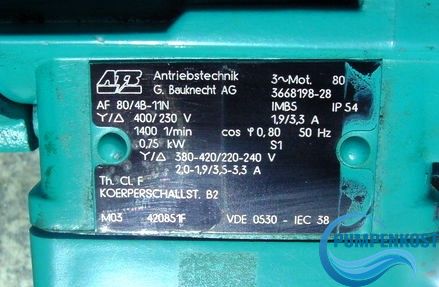 ATB Antriebstechnik 3~Mot. 80
G. Bauknecht AG 3668198-28
AF 80/4B-11N IMB5 IP 54
Y/△ 400/230 V 1,9/3,3 A
1400 1/min cos φ 0,80 50 Hz
0,75 kW S1
Y/△ 380-420/220-240 V
2,0-1,9/3,5-3,3 A
Th. Cl. F
KOERPERSCHALLST. B2
M03 420851F VDE 0530 - IEC 38
PUMPENKOST